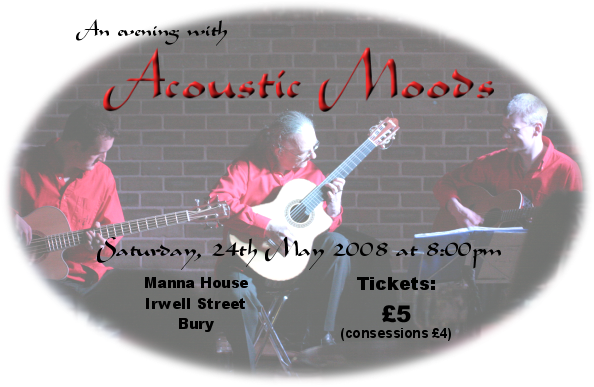 An evening with
Acoustic Moods
Saturday, 24th May 2008 at 8:00pm
Manna House
Irwell Street
Bury
Tickets:
£5
(consessions £4)